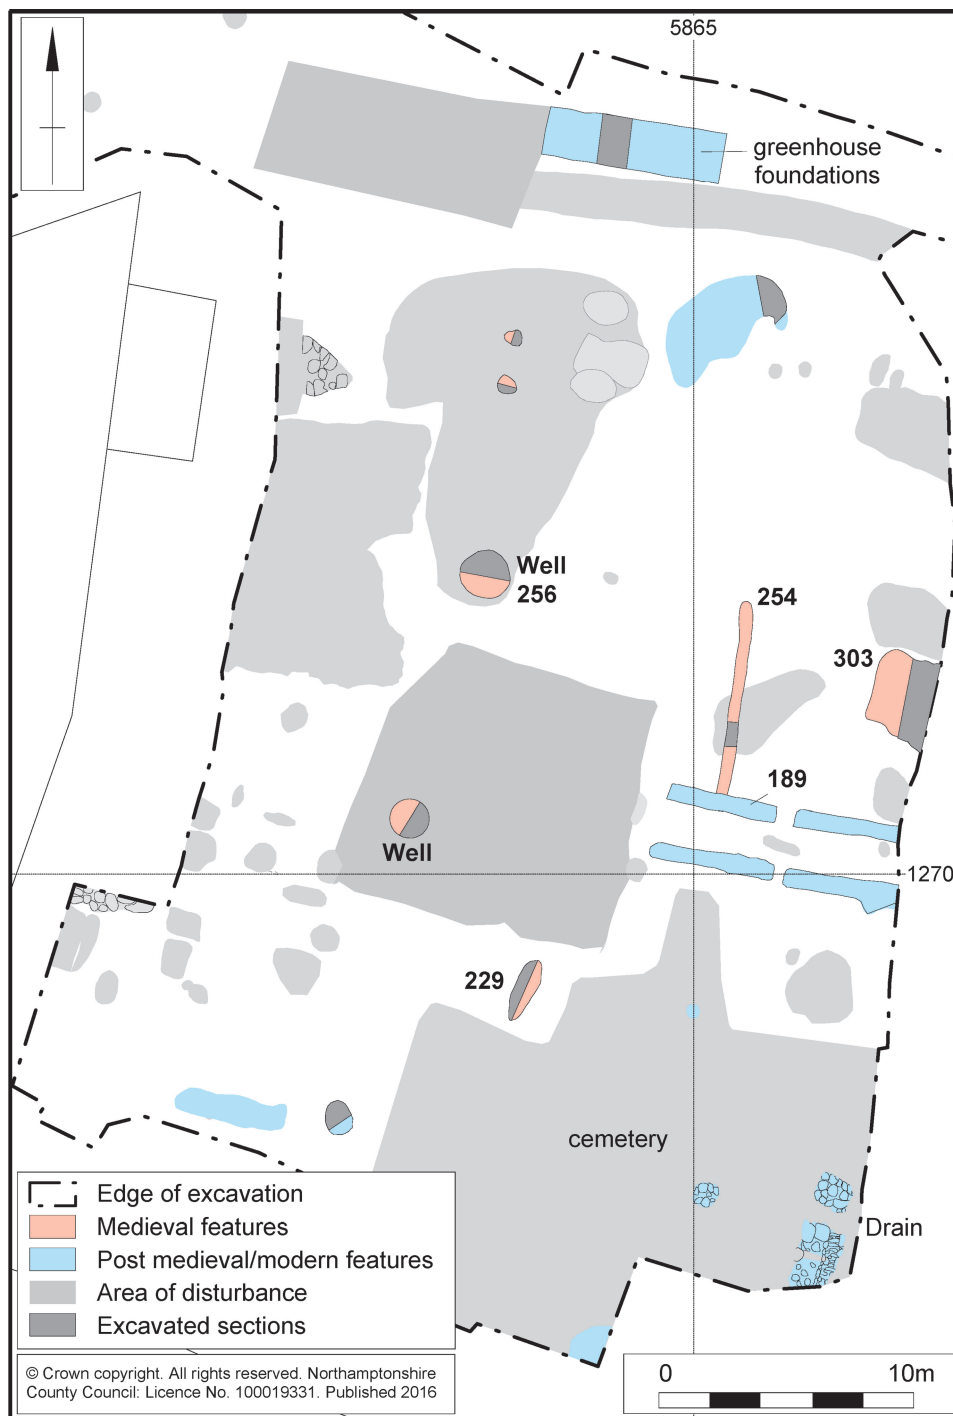 5865
greenhouse
foundations
Well
256
254
303
189
Well
1270
229
cemetery
Drain
Edge of excavation
Medieval features
Post medieval/modern features
Area of disturbance
Excavated sections
© Crown copyright. All rights reserved. Northamptonshire
County Council: Licence No. 100019331. Published 2016
0 10m